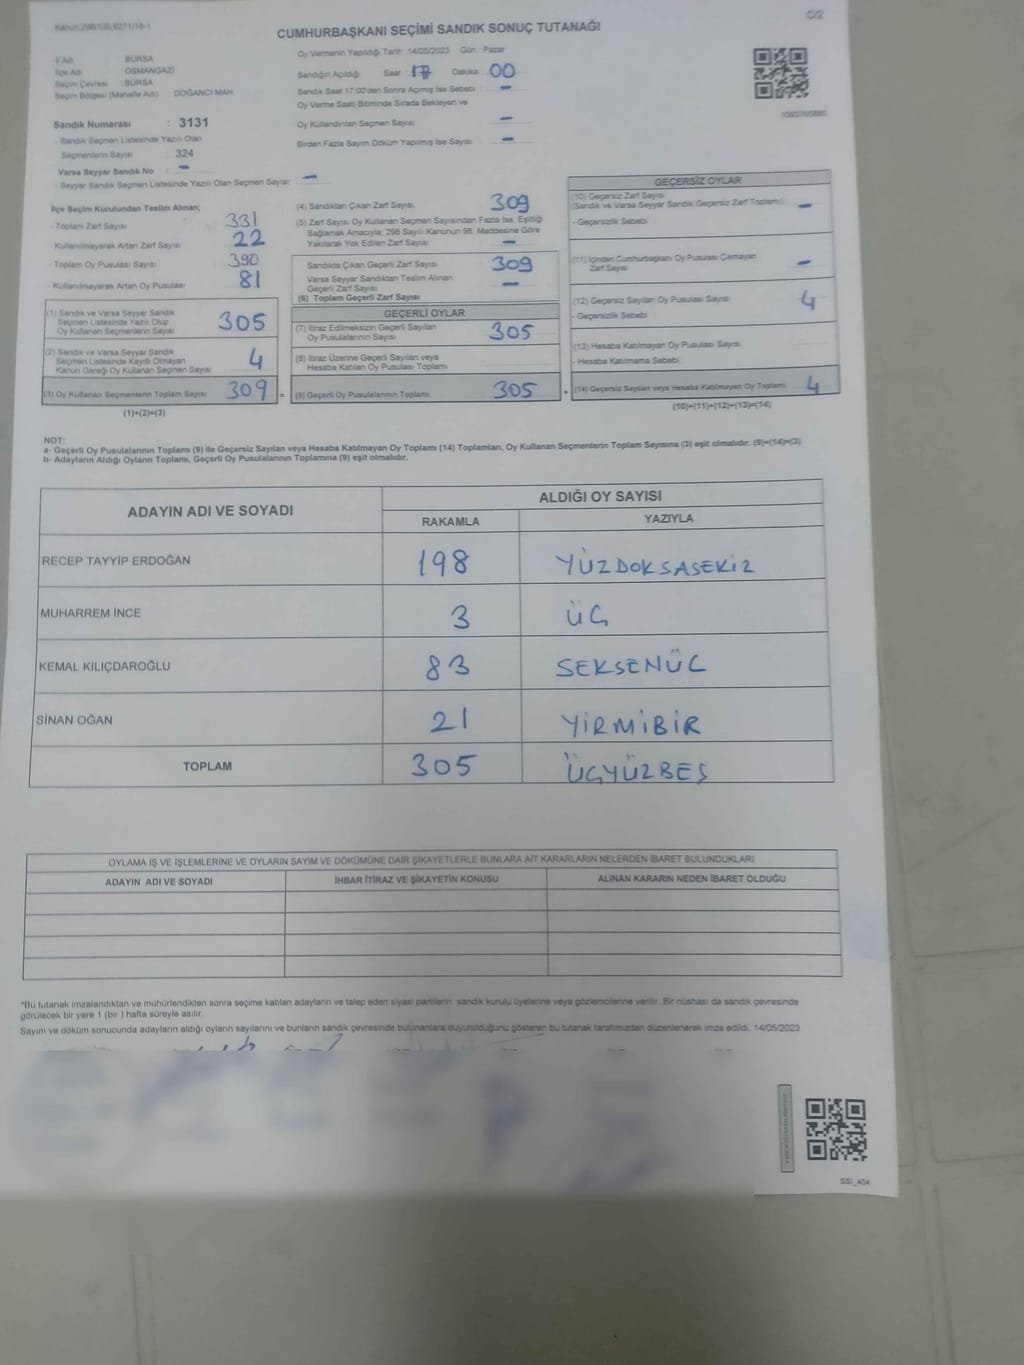 Kanun:298/105,6271/18-1
C/2
CUMHURBAŞKANI SEÇİMİ SANDIK SONUÇ TUTANAĞI
İl Adı : BURSA
İlçe Adı : OSMANGAZİ
Seçim Çevresi : BURSA
Seçim Bölgesi (Mahalle Adı) DOĞANCI MAH
Sandık Numarası : 3131
- Sandık Seçmen Listesinde Yazılı Olan
Seçmenlerin Sayısı : 324
Varsa Seyyar Sandık No : -
- Seyyar Sandık Seçmen Listesinde Yazılı Olan Seçmen Sayısı: -
Oy Vermenin Yapıldığı Tarih 14/05/2023 Gün : Pazar
Sandığın Açıldığı Saat 17 Dakika 00
Sandık Saat 17:00'den Sonra Açılmış İse Sebebi -
Oy Verme Saati Bitiminde Sırada Bekleyen ve
Oy Kullandırılan Seçmen Sayısı -
Birden Fazla Sayım Döküm Yapılmış İse Sayısı -
İlçe Seçim Kurulundan Teslim Alınan;
- Toplam Zarf Sayısı 331
- Kullanılmayarak Artan Zarf Sayısı 22
- Toplam Oy Pusulası Sayısı 390
- Kullanılmayarak Artan Oy Pusulası 81
(1) Sandık ve Varsa Seyyar Sandık
Seçmen Listesinde Yazılı Olup
Oy Kullanan Seçmenlerin Sayısı 305
(2) Sandık ve Varsa Seyyar Sandık
Seçmen Listesinde Kayıtlı Olmayan
Kanun Gereği Oy Kullanan Seçmen Sayısı 4
(3) Oy Kullanan Seçmenlerin Toplam Sayısı 309
(1)+(2)=(3)
(4) Sandıktan Çıkan Zarf Sayısı 309
(5) Zarf Sayısı Oy Kullanan Seçmen Sayısından Fazla İse, Eşitliği
Sağlamak Amacıyla; 298 Sayılı Kanunun 98. Maddesine Göre
Yakılarak Yok Edilen Zarf Sayısı -
Sandıkta Çıkan Geçerli Zarf Sayısı 309
Varsa Seyyar Sandıktan Teslim Alınan
Geçerli Zarf Sayısı -
(6) Toplam Geçerli Zarf Sayısı
GEÇERLİ OYLAR
(7) İtiraz Edilmeksizin Geçerli Sayılan
Oy Pusulalarının Sayısı 305
(8) İtiraz Üzerine Geçerli Sayılan veya
Hesaba Katılan Oy Pusulası Toplamı
(9) Geçerli Oy Pusulalarının Toplamı 305
GEÇERSİZ OYLAR
(10) Geçersiz Zarf Sayısı
(Sandık ve Varsa Seyyar Sandık Geçersiz Zarf Toplamı) -
- Geçersizlik Sebebi
(11) İçinden Cumhurbaşkanı Oy Pusulası Çıkmayan
Zarf Sayısı -
(12) Geçersiz Sayılan Oy Pusulası Sayısı 4
- Geçersizlik Sebebi:
(13) Hesaba Katılmayan Oy Pusulası Sayısı
- Hesaba Katılmama Sebebi:
(14) Geçersiz Sayılan veya Hesaba Katılmayan Oy Toplamı 4
(10)+(11)+(12)+(13)=(14)
NOT:
a- Geçerli Oy Pusulalarının Toplamı (9) ile Geçersiz Sayılan veya Hesaba Katılmayan Oy Toplamı (14) Toplamları, Oy Kullanan Seçmenlerin Toplam Sayısına (3) eşit olmalıdır. (9)+(14)=(3)
b- Adayların Aldığı Oyların Toplamı, Geçerli Oy Pusulalarının Toplamına (9) eşit olmalıdır.
ADAYIN ADI VE SOYADI
ALDIĞI OY SAYISI
RAKAMLA YAZIYLA
RECEP TAYYİP ERDOĞAN 198 YÜZDOKSASEKİZ
MUHARREM İNCE 3 ÜÇ
KEMAL KILIÇDAROĞLU 83 SEKSENÜC
SİNAN OĞAN 21 YİRMİBİR
TOPLAM 305 ÜÇYÜZBEŞ
OYLAMA İŞ VE İŞLEMLERİNE VE OYLARIN SAYIM VE DÖKÜMÜNE DAİR ŞİKAYETLERLE BUNLARA AİT KARARLARIN NELERDEN İBARET BULUNDUKLARI
ADAYIN ADI VE SOYADI İHBAR İTİRAZ VE ŞİKAYETİN KONUSU ALINAN KARARIN NEDEN İBARET OLDUĞU
*Bu tutanak imzalandıktan ve mühürlendikten sonra seçime katılan adayların ve talep eden siyasi partilerin sandık kurulu üyelerine veya gözlemcilerine verilir. Bir nüshası da sandık çevresinde
görülecek bir yere 1 (bir ) hafta süreyle asılır.
Sayım ve döküm sonucunda adayların aldığı oyların sayılarını ve bunların sandık çevresinde bulunanlara duyurulduğunu gösteren bu tutanak tarafımızdan düzenlenerek imza edildi. 14/05/2023
SSI_404